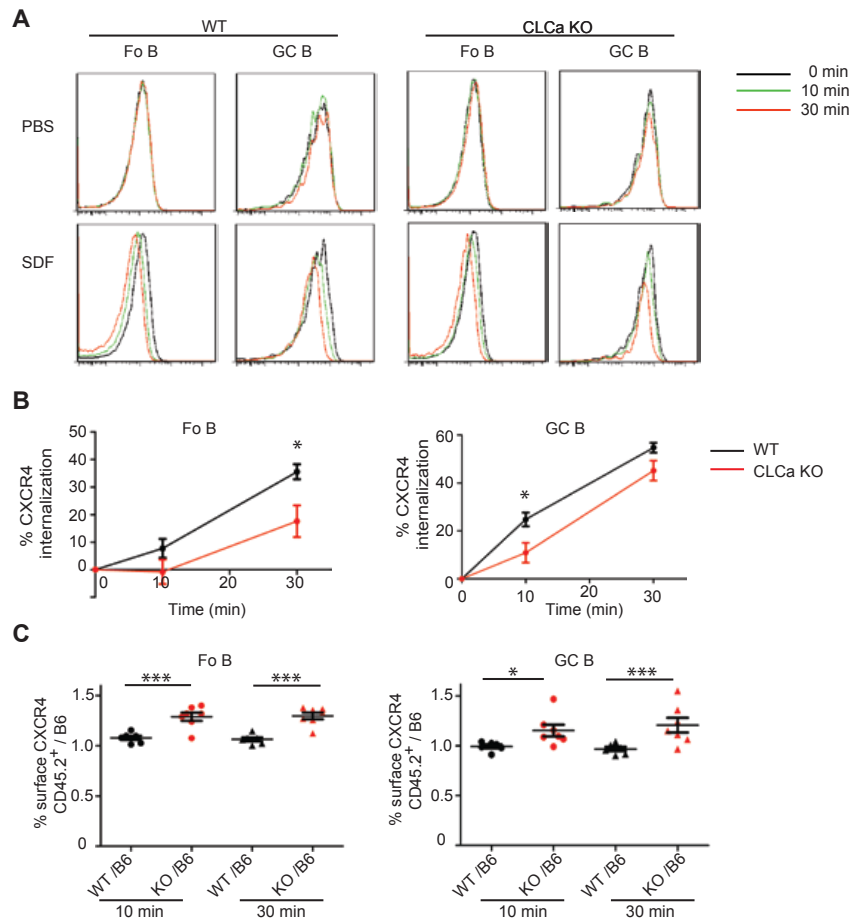 A
WT
CLCa KO
Fo B
GC B
Fo B
GC B
0 min
10 min
30 min
PBS
SDF
B
Fo B
GC B
% CXCR4
internalization
50
40
30
20
10
0
0
10
20
30
Time (min)
*
% CXCR4
internalization
60
40
20
0
0
10
20
30
Time (min)
*
WT
CLCa KO
C
Fo B
GC B
% surface CXCR4
CD45.2+ / B6
1.5
1.0
0.5
0
***
***
WT /B6
KO /B6
WT /B6
KO /B6
10 min
30 min
% surface CXCR4
CD45.2+ / B6
1.5
1.0
0.5
0
*
***
WT /B6
KO /B6
WT /B6
KO /B6
10 min
30 min